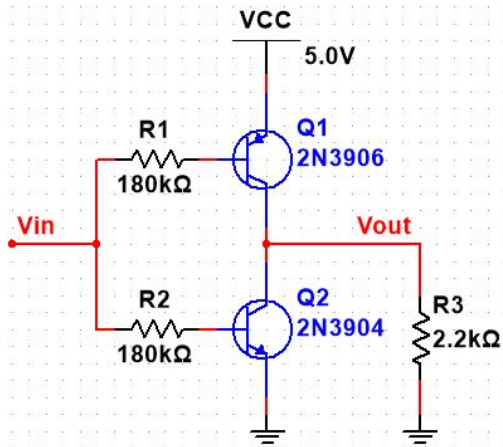 VCC
5.0V
R1
180kΩ
Q1
2N3906
Vin
Vout
R2
180kΩ
Q2
2N3904
R3
2.2kΩ